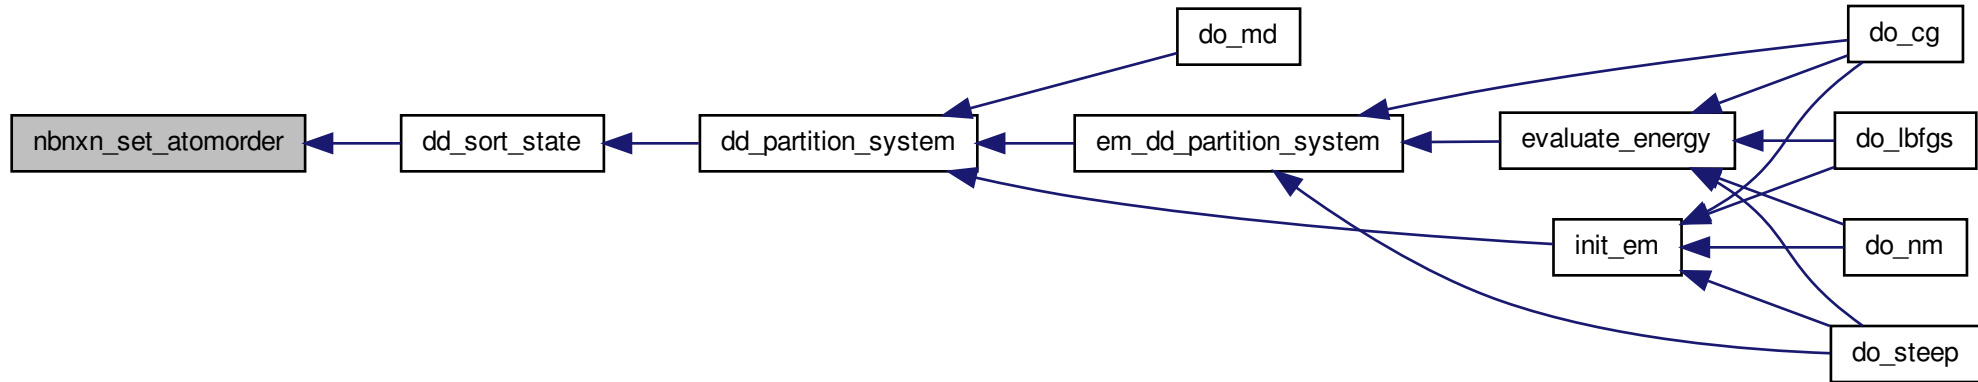 nbnxn_set_atomorder
dd_sort_state
dd_partition_system
do_md
em_dd_partition_system
evaluate_energy
init_em
do_cg
do_lbfgs
do_nm
do_steep